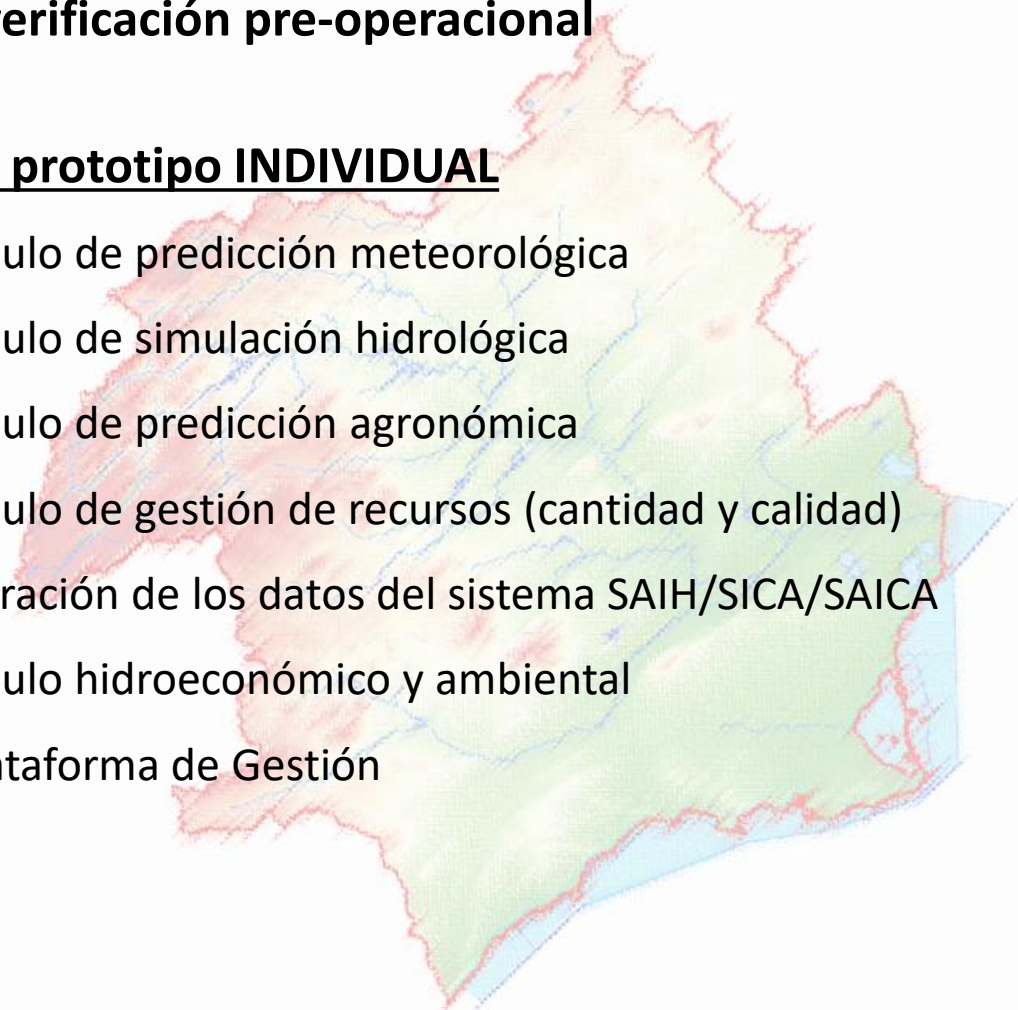 verificación pre-operacional
prototipo INDIVIDUAL
ulo de predicción meteorológica
ulo de simulación hidrológica
ulo de predicción agronómica
ulo de gestión de recursos (cantidad y calidad)
ración de los datos del sistema SAIH/SICA/SAICA
ulo hidroeconómico y ambiental
ataforma de Gestión